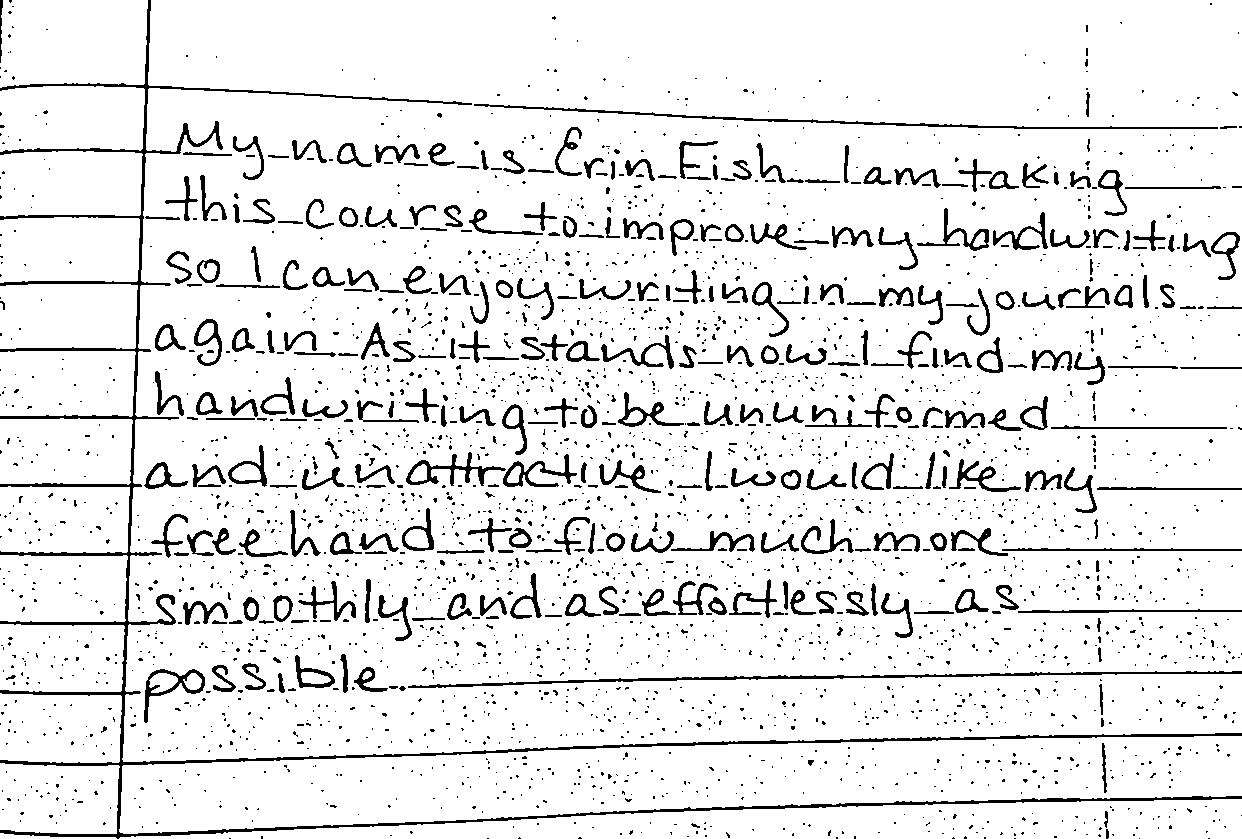 My name is Erin Fish I am taking
this course to improve my handwriting
so I can enjoy writing in my journals
again. As it stands now I find my
handwriting to be ununiformed
and unattractive. I would like my
free hand to flow much more
smoothly and as effortlessly as
possible.